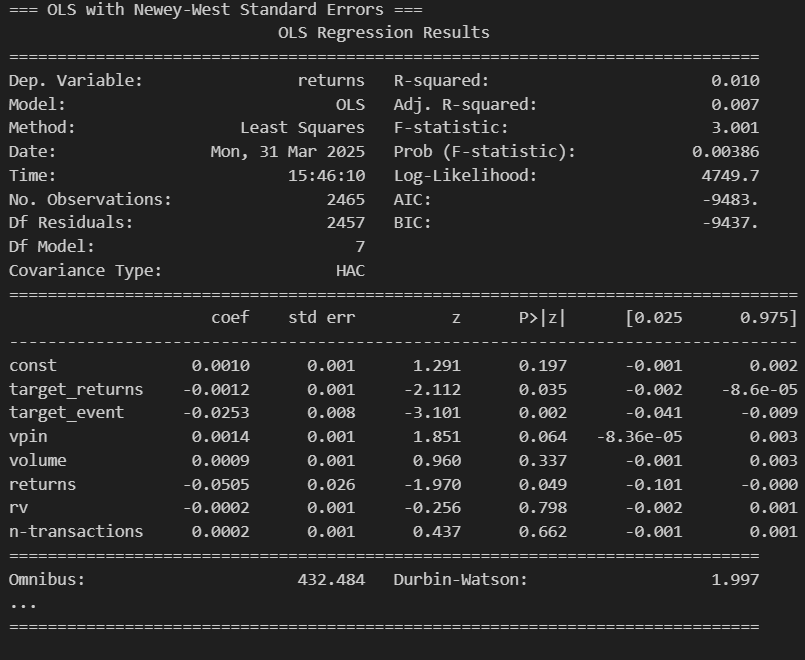 === OLS with Newey-West Standard Errors ===
                            OLS Regression Results
==============================================================================
Dep. Variable:                returns   R-squared:                       0.010
Model:                            OLS   Adj. R-squared:                  0.007
Method:                 Least Squares   F-statistic:                     3.001
Date:                Mon, 31 Mar 2025   Prob (F-statistic):            0.00386
Time:                        15:46:10   Log-Likelihood:                 4749.7
No. Observations:                2465   AIC:                            -9483.
Df Residuals:                    2457   BIC:                            -9437.
Df Model:                           7
Covariance Type:                  HAC
==================================================================================
                     coef    std err          z      P>|z|      [0.025      0.975]
----------------------------------------------------------------------------------
const              0.0010      0.001      1.291      0.197      -0.001       0.002
target_returns    -0.0012      0.001     -2.112      0.035      -0.002    -8.6e-05
target_event      -0.0253      0.008     -3.101      0.002      -0.041      -0.009
vpin               0.0014      0.001      1.851      0.064   -8.36e-05       0.003
volume             0.0009      0.001      0.960      0.337      -0.001       0.003
returns           -0.0505      0.026     -1.970      0.049      -0.101      -0.000
rv                -0.0002      0.001     -0.256      0.798      -0.002       0.001
n-transactions     0.0002      0.001      0.437      0.662      -0.001       0.001
==============================================================================
Omnibus:                      432.484   Durbin-Watson:                   1.997
...
==============================================================================